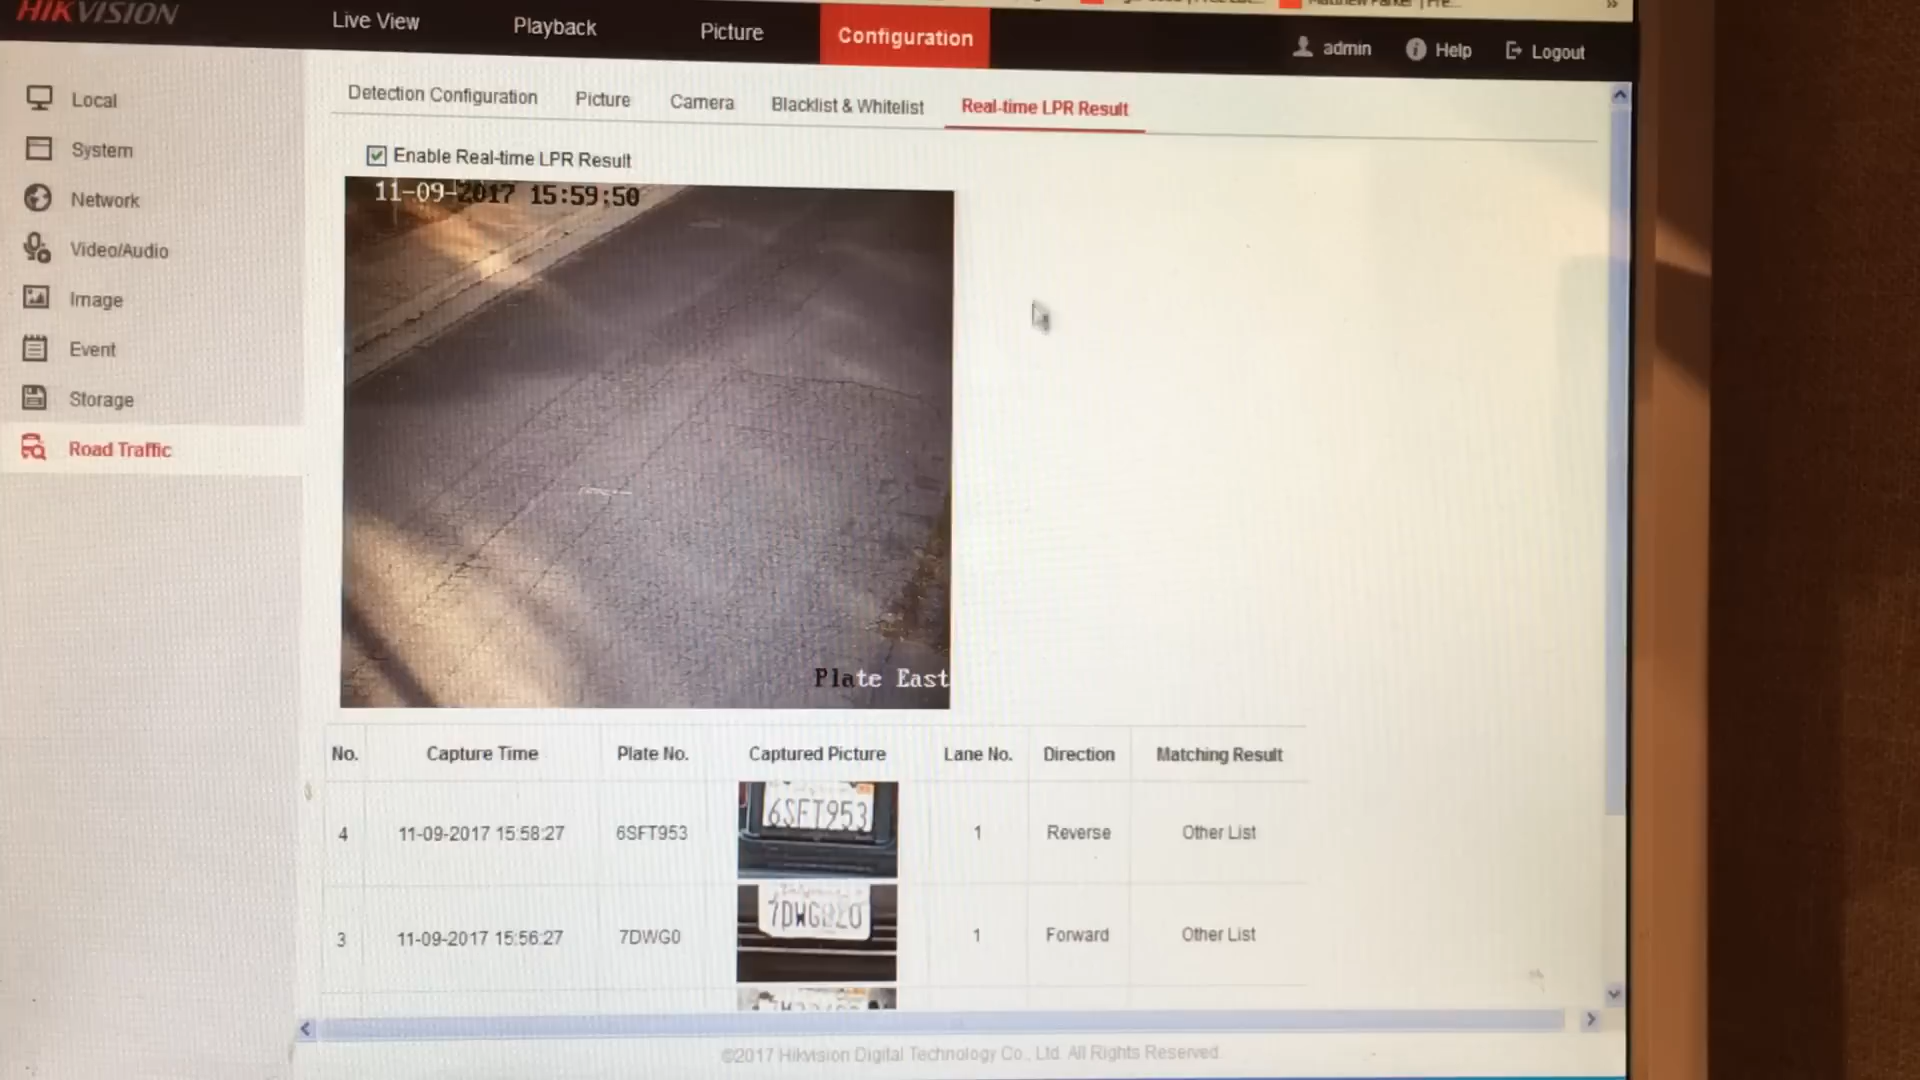 HIKVISION
Live View
Playback
Picture
Configuration
admin
Help
Logout
Local
System
Network
Video/Audio
Image
Event
Storage
Road Traffic
Detection Configuration
Picture
Camera
Blacklist & Whitelist
Real-time LPR Result
Enable Real-time LPR Result
11-09-2017 15:59:50
Plate East
No. Capture Time Plate No. Captured Picture Lane No. Direction Matching Result
4 11-09-2017 15:58:27 6SFT953 6SFT953 1 Reverse Other List
3 11-09-2017 15:56:27 7DWG0 1 Forward Other List
©2017 Hikvision Digital Technology Co., Ltd. All Rights Reserved.